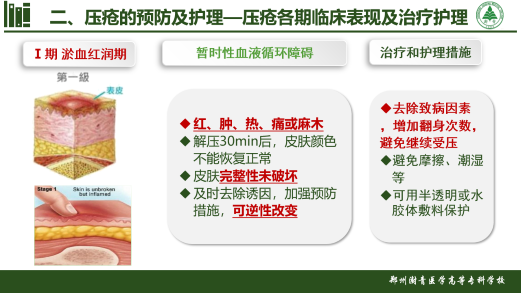 二、压疮的预防及护理—压疮各期临床表现及治疗护理
Ⅰ期 淤血红润期
暂时性血液循环障碍
治疗和护理措施
第一級
表皮
Stage 1
Skin is unbroken
but inflamed
◆红、肿、热、痛或麻木
◆解压30min后，皮肤颜色
不能恢复正常
◆皮肤完整性未破坏
◆及时去除诱因，加强预防
措施，可逆性改变
◆去除致病因素
，增加翻身次数，
避免继续受压
◆避免摩擦、潮湿
等
◆可用半透明或水
胶体敷料保护
郑州澍青医学高等专科学校